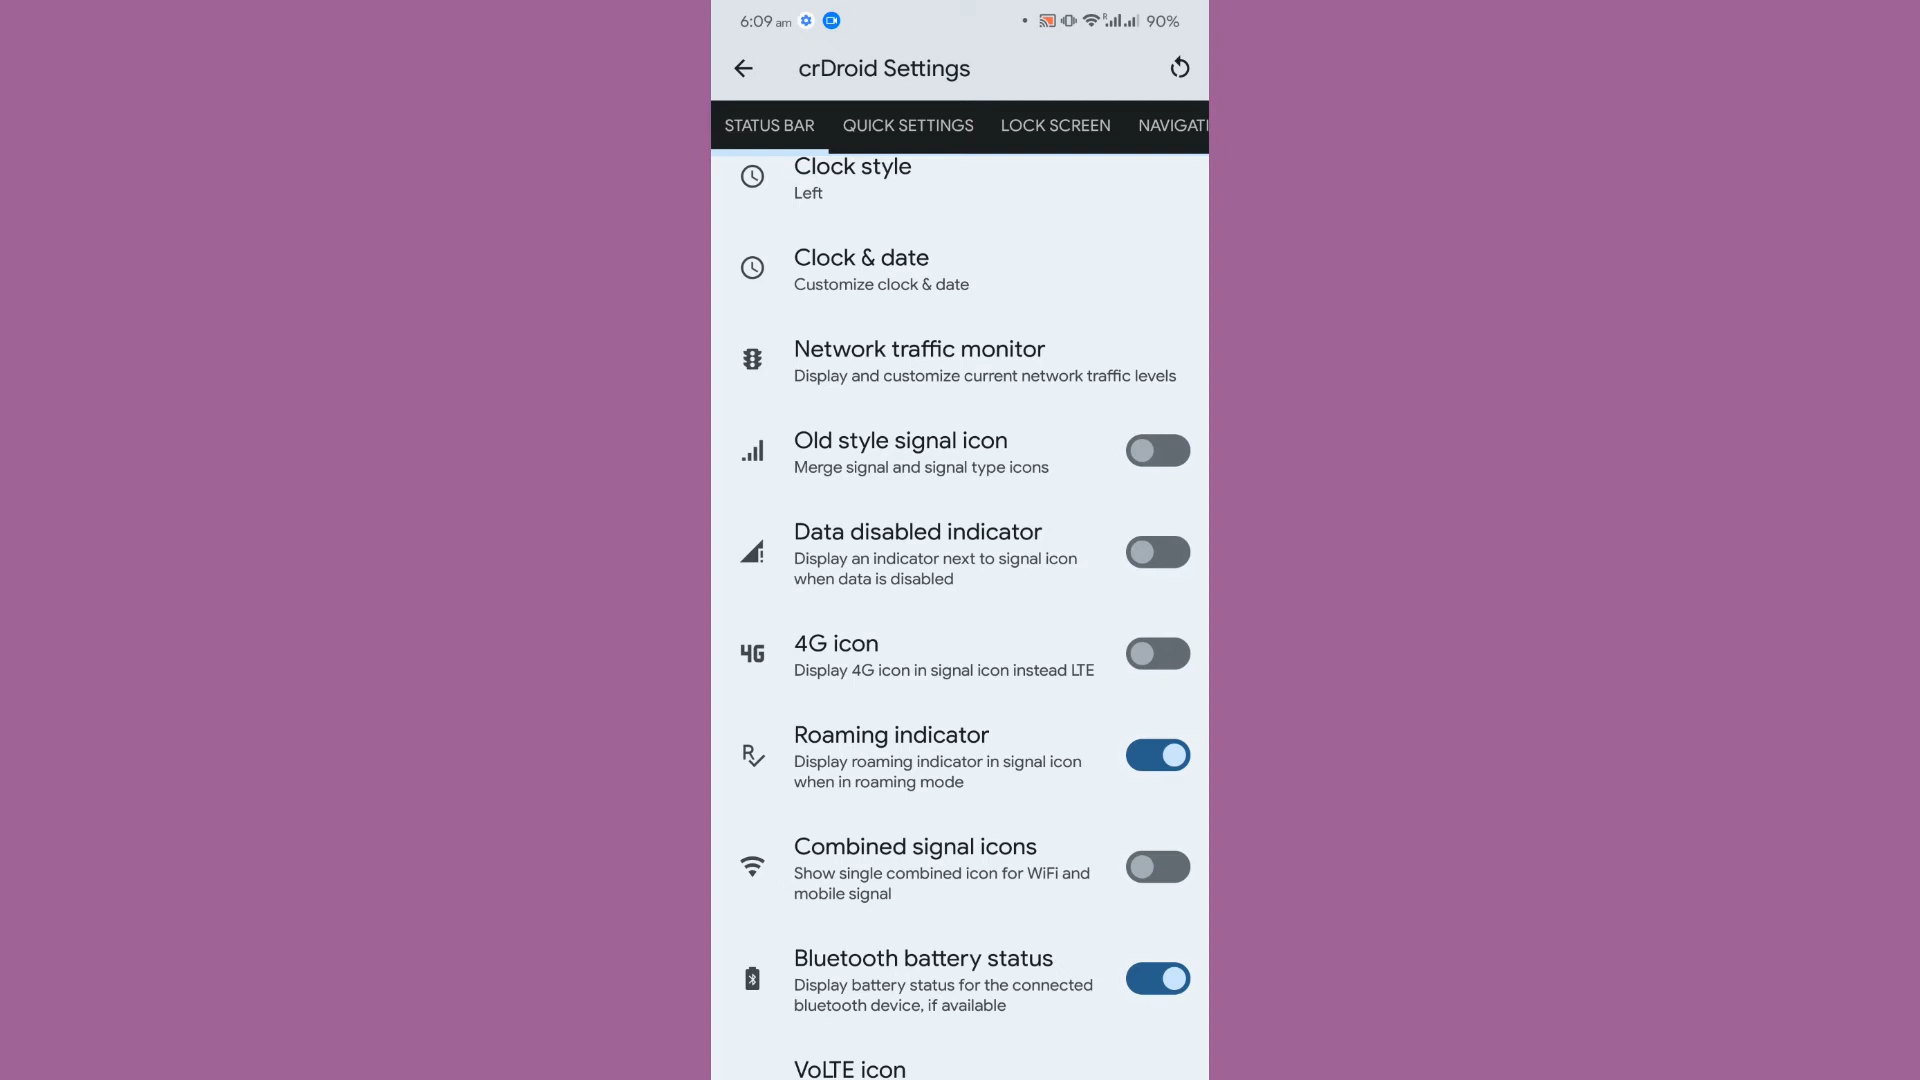 6:09 am
R
90%
crDroid Settings
STATUS BAR
QUICK SETTINGS
LOCK SCREEN
NAVIGATI
Clock style
Left
Clock & date
Customize clock & date
Network traffic monitor
Display and customize current network traffic levels
Old style signal icon
Merge signal and signal type icons
Data disabled indicator
Display an indicator next to signal icon
when data is disabled
4G
4G icon
Display 4G icon in signal icon instead LTE
R
Roaming indicator
Display roaming indicator in signal icon
when in roaming mode
Combined signal icons
Show single combined icon for WiFi and
mobile signal
Bluetooth battery status
Display battery status for the connected
bluetooth device, if available
VoLTE icon